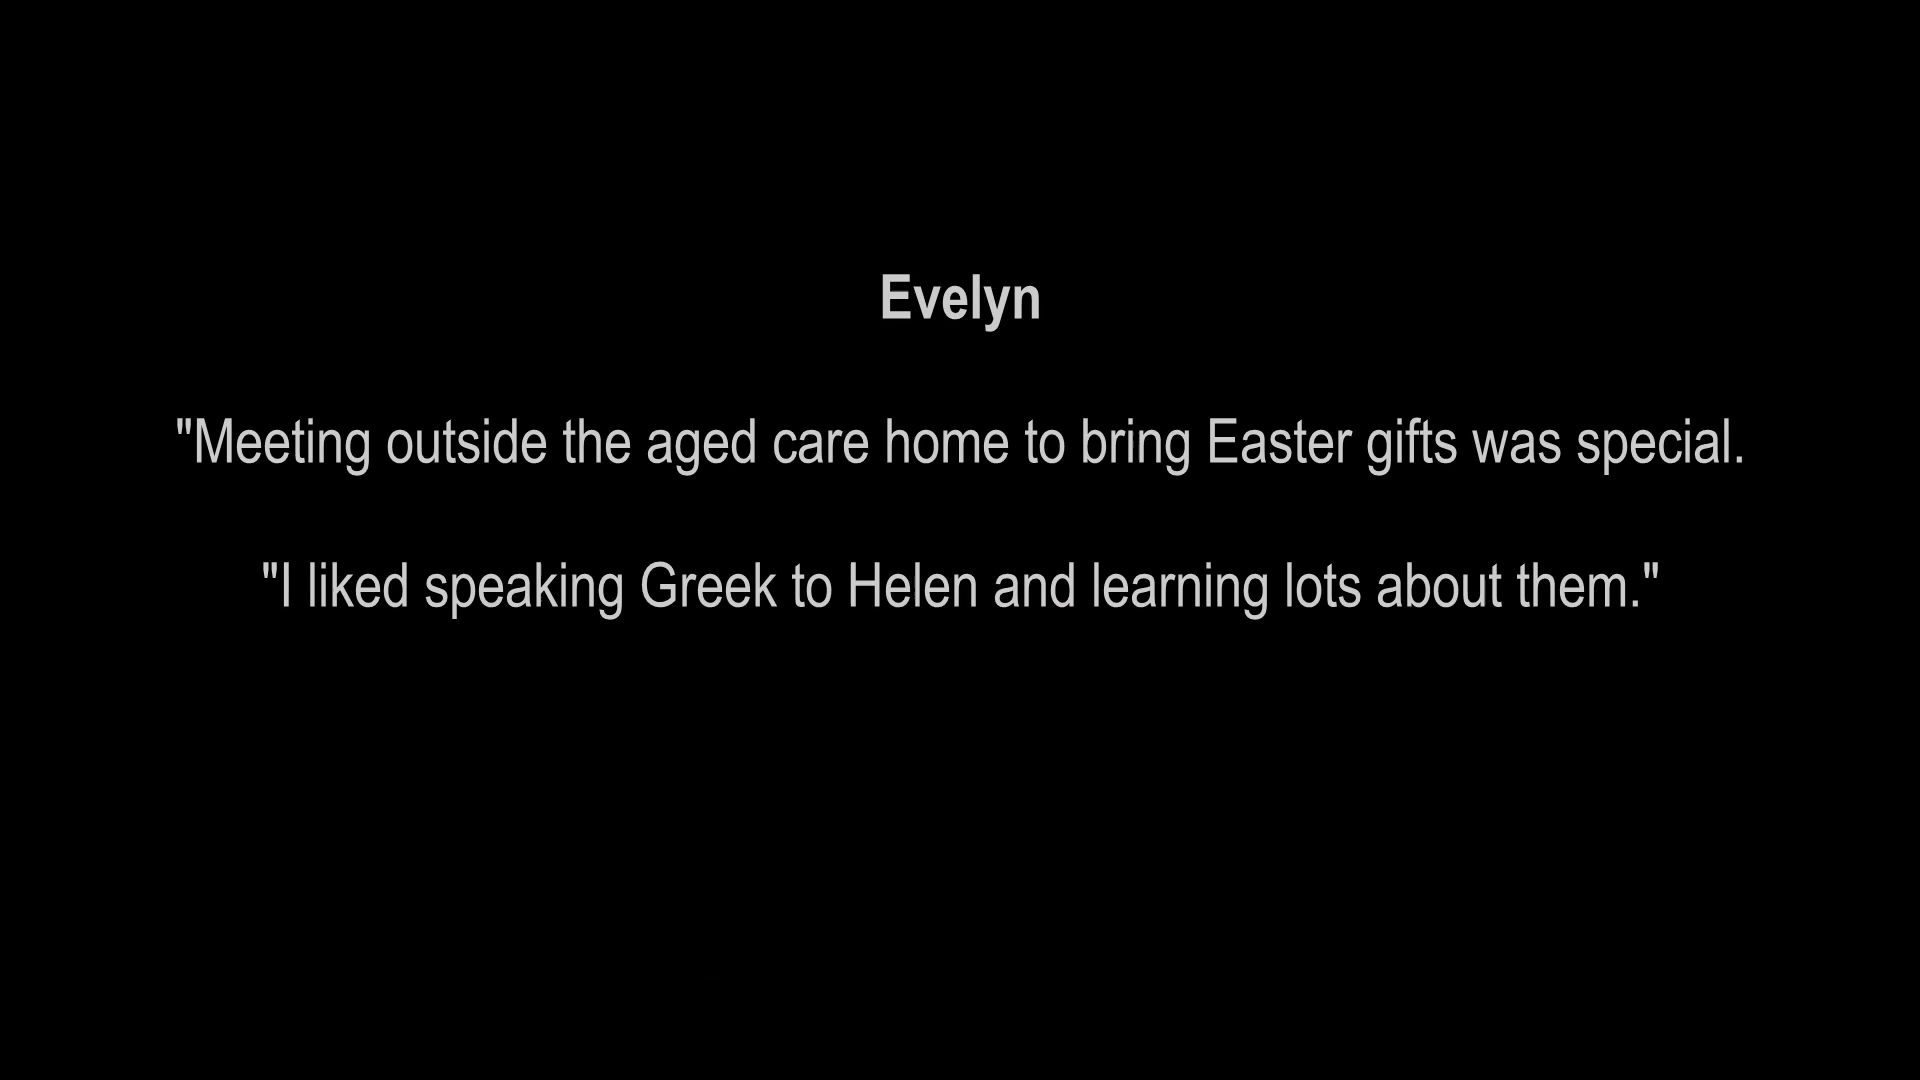 Evelyn
"Meeting outside the aged care home to bring Easter gifts was special.
"I liked speaking Greek to Helen and learning lots about them."